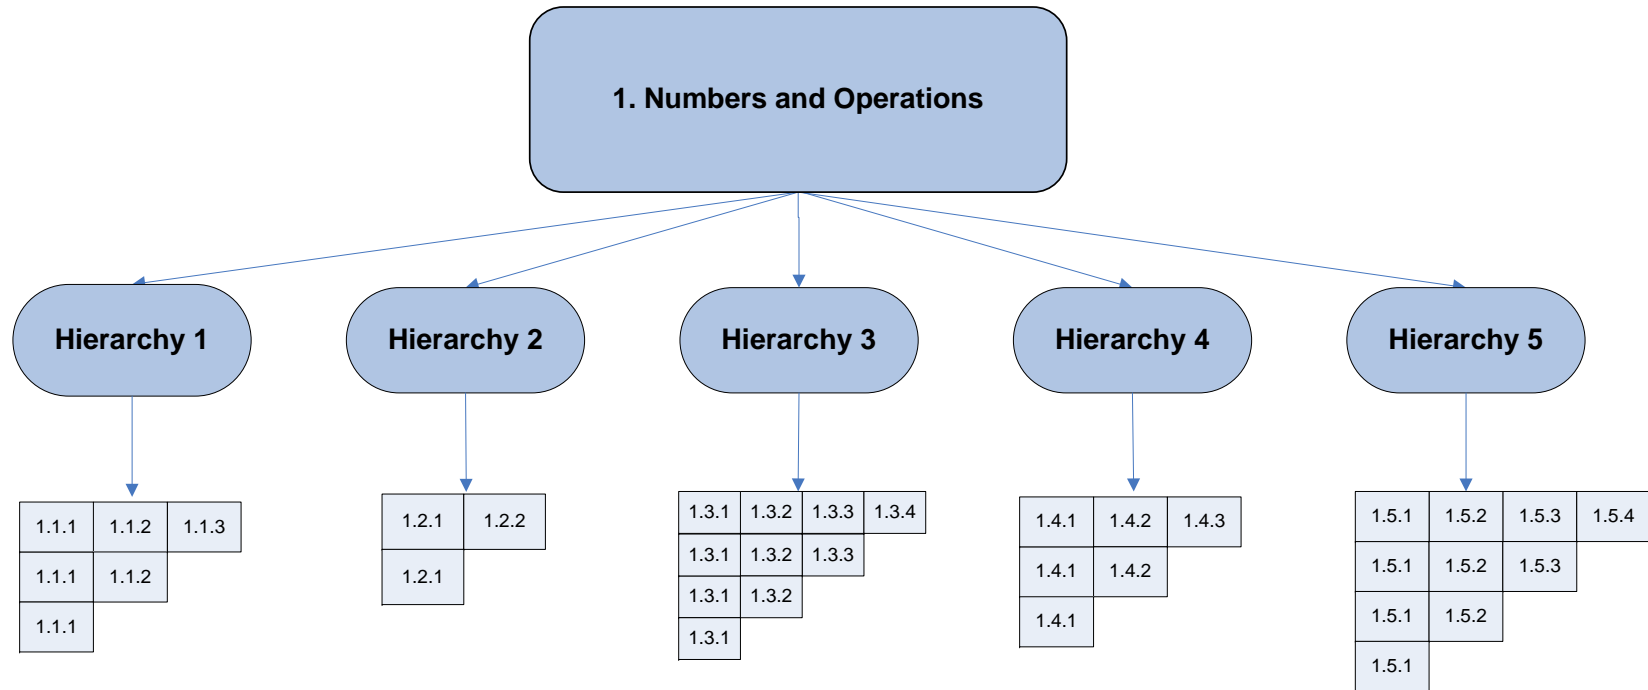 1. Numbers and Operations
Hierarchy 1
Hierarchy 2
Hierarchy 3
Hierarchy 4
Hierarchy 5
1.1.1 1.1.2 1.1.3
1.1.1 1.1.2
1.1.1
1.2.1 1.2.2
1.2.1
1.3.1 1.3.2 1.3.3 1.3.4
1.3.1 1.3.2 1.3.3
1.3.1 1.3.2
1.3.1
1.4.1 1.4.2 1.4.3
1.4.1 1.4.2
1.4.1
1.5.1 1.5.2 1.5.3 1.5.4
1.5.1 1.5.2 1.5.3
1.5.1 1.5.2
1.5.1